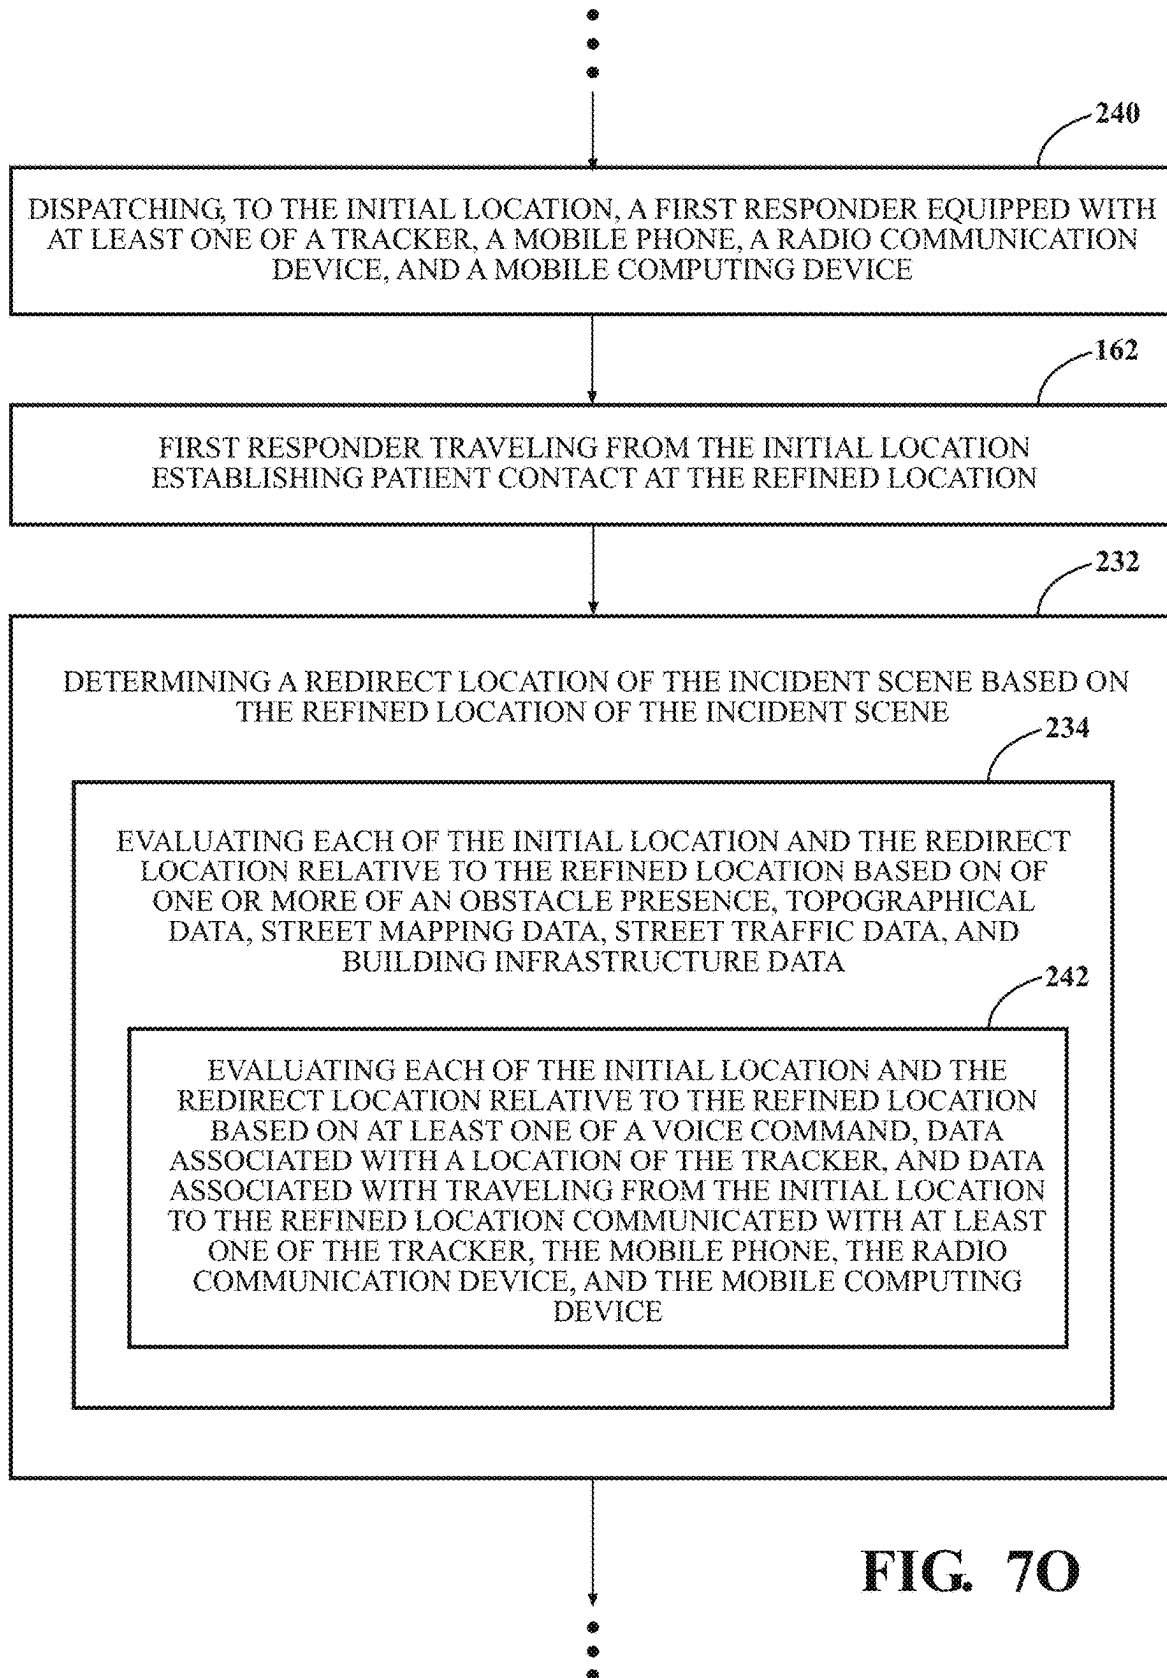 240
DISPATCHING, TO THE INITIAL LOCATION, A FIRST RESPONDER EQUIPPED WITH
AT LEAST ONE OF A TRACKER, A MOBILE PHONE, A RADIO COMMUNICATION
DEVICE, AND A MOBILE COMPUTING DEVICE
162
FIRST RESPONDER TRAVELING FROM THE INITIAL LOCATION
ESTABLISHING PATIENT CONTACT AT THE REFINED LOCATION
232
DETERMINING A REDIRECT LOCATION OF THE INCIDENT SCENE BASED ON
THE REFINED LOCATION OF THE INCIDENT SCENE
234
EVALUATING EACH OF THE INITIAL LOCATION AND THE REDIRECT
LOCATION RELATIVE TO THE REFINED LOCATION BASED ON OF
ONE OR MORE OF AN OBSTACLE PRESENCE, TOPOGRAPHICAL
DATA, STREET MAPPING DATA, STREET TRAFFIC DATA, AND
BUILDING INFRASTRUCTURE DATA
242
EVALUATING EACH OF THE INITIAL LOCATION AND THE
REDIRECT LOCATION RELATIVE TO THE REFINED LOCATION
BASED ON AT LEAST ONE OF A VOICE COMMAND, DATA
ASSOCIATED WITH A LOCATION OF THE TRACKER, AND DATA
ASSOCIATED WITH TRAVELING FROM THE INITIAL LOCATION
TO THE REFINED LOCATION COMMUNICATED WITH AT LEAST
ONE OF THE TRACKER, THE MOBILE PHONE, THE RADIO
COMMUNICATION DEVICE, AND THE MOBILE COMPUTING
DEVICE
FIG. 7O